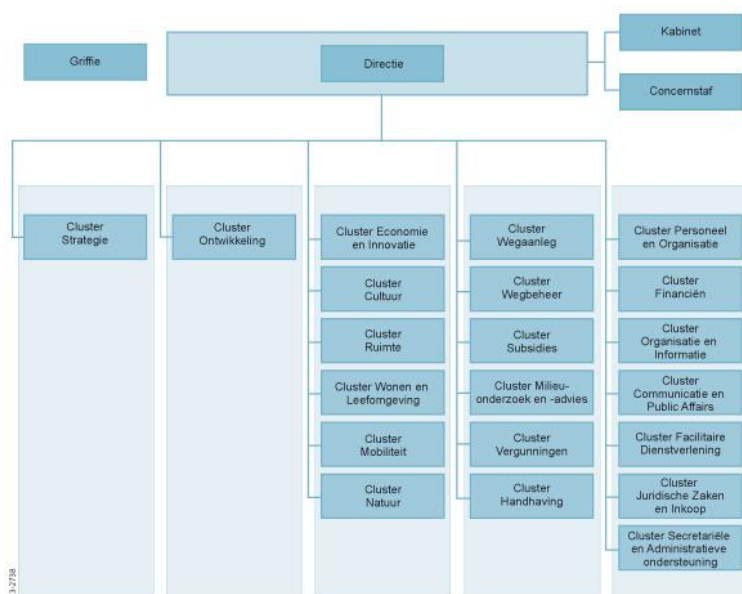 Kabinet
Griffie
Directie
Concernstaf
Cluster
Strategie
Cluster
Ontwikkeling
Cluster Economie
en Innovatie
Cluster
Cultuur
Cluster
Ruimte
Cluster Wonen en
Leefomgeving
Cluster
Mobiliteit
Cluster
Natuur
Cluster
Wegaanleg
Cluster
Wegbeheer
Cluster
Subsidies
Cluster Milieu-
onderzoek en -advies
Cluster
Vergunningen
Cluster
Handhaving
Cluster Personeel
en Organisatie
Cluster
Financiën
Cluster
Organisatie en
Informatie
Cluster
Communicatie en
Public Affairs
Cluster Facilitaire
Dienstverlening
Cluster
Juridische Zaken
en Inkoop
Cluster Secretariële
en Administratieve
ondersteuning
3-2738